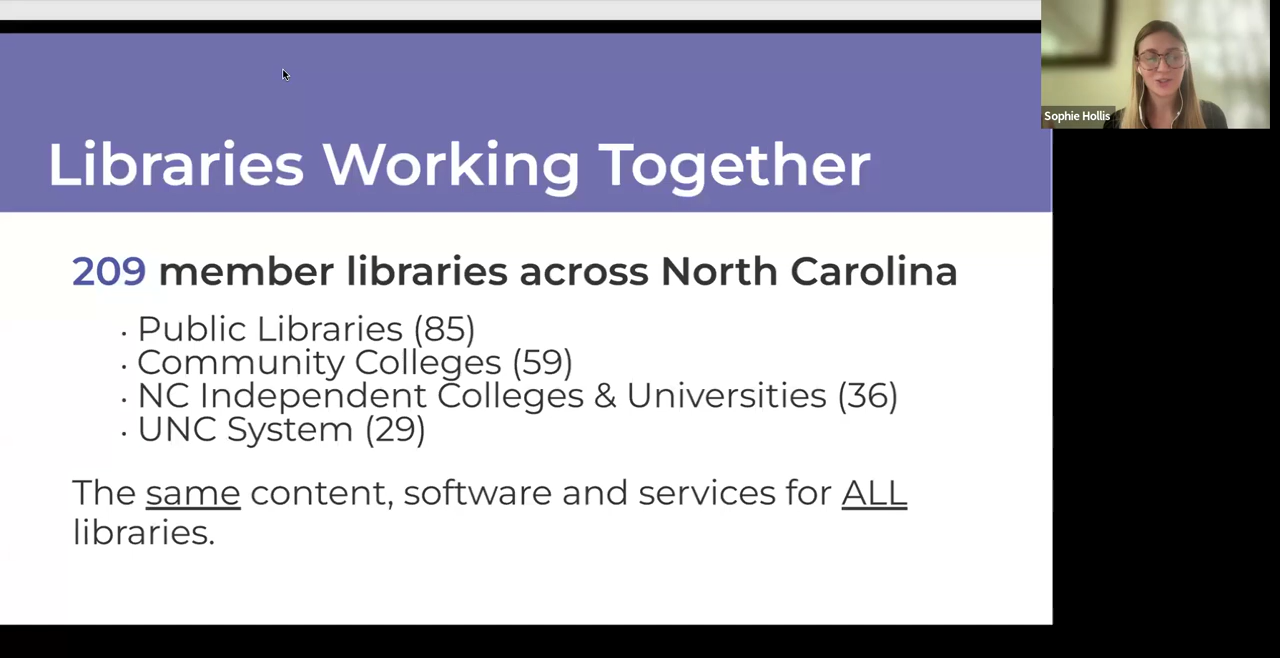 Libraries Working Together
Sophie Hollis
209 member libraries across North Carolina
· Public Libraries (85)
· Community Colleges (59)
· NC Independent Colleges & Universities (36)
· UNC System (29)
The same content, software and services for ALL
libraries.